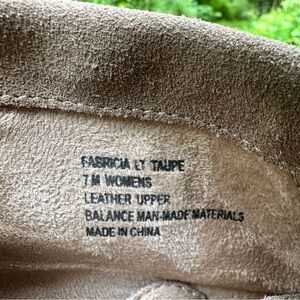 FABRICIA LT TAUPE
7 M WOMENS
LEATHER UPPER
BALANCE MAN-MADE MATERIALS
MADE IN CHINA